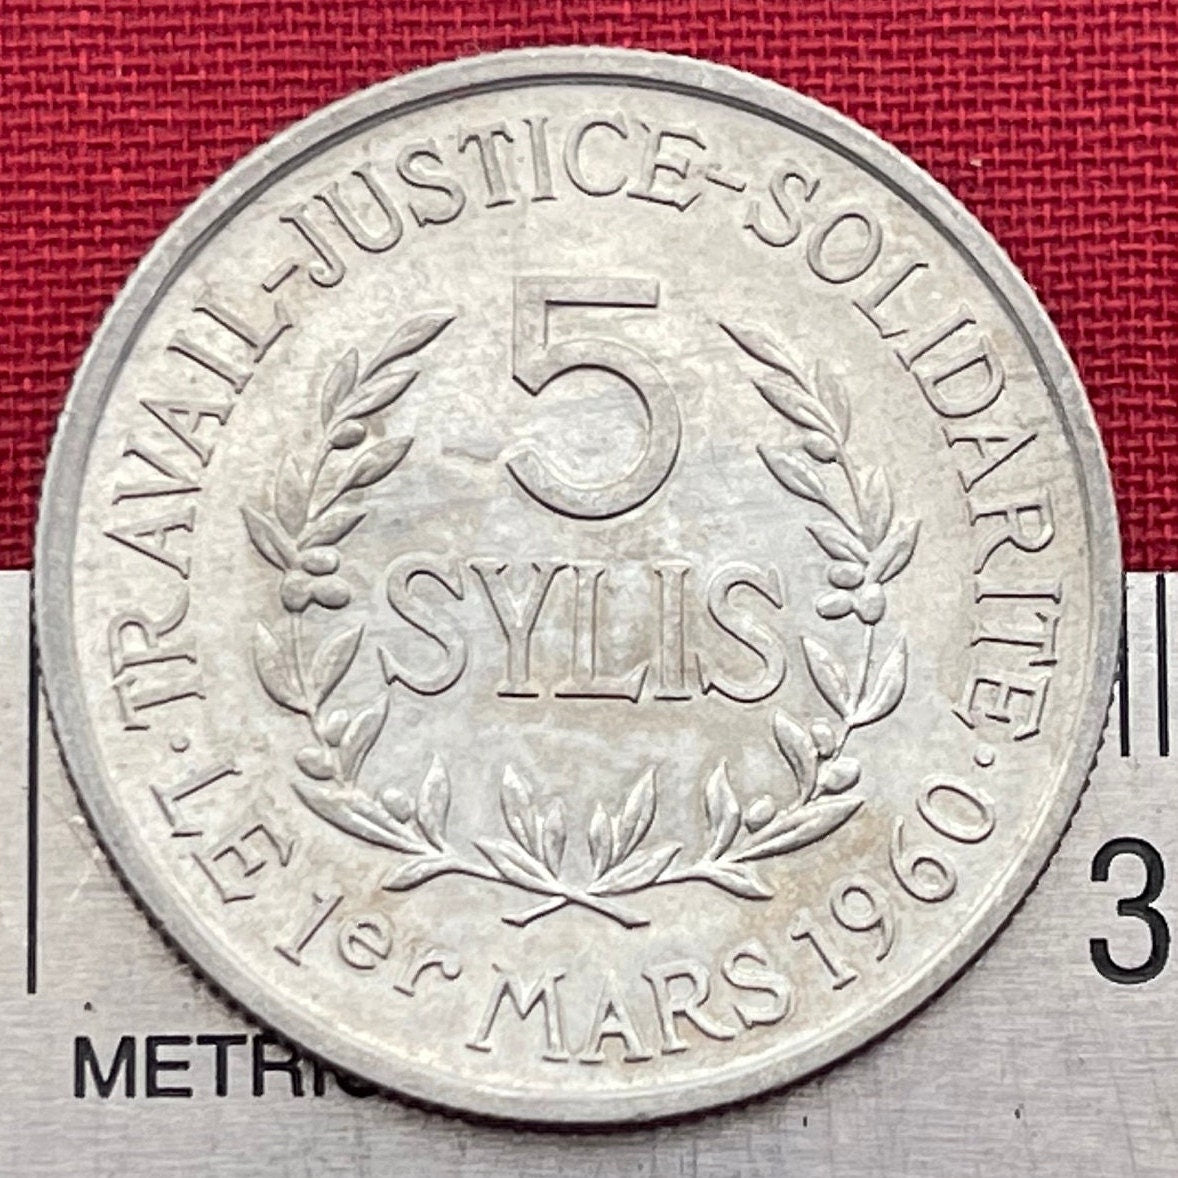 TRAVAIL-JUSTICE-SOLIDARITE
5
SYLIS
LE 1er MARS 1960
3
METRIC